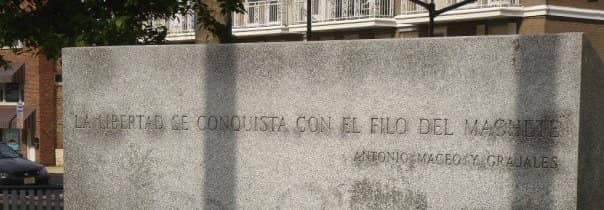 LA LIBERTAD SE CONQUISTA CON EL FILO DEL MACHETE
ANTONIO MACEO Y GRAJALES